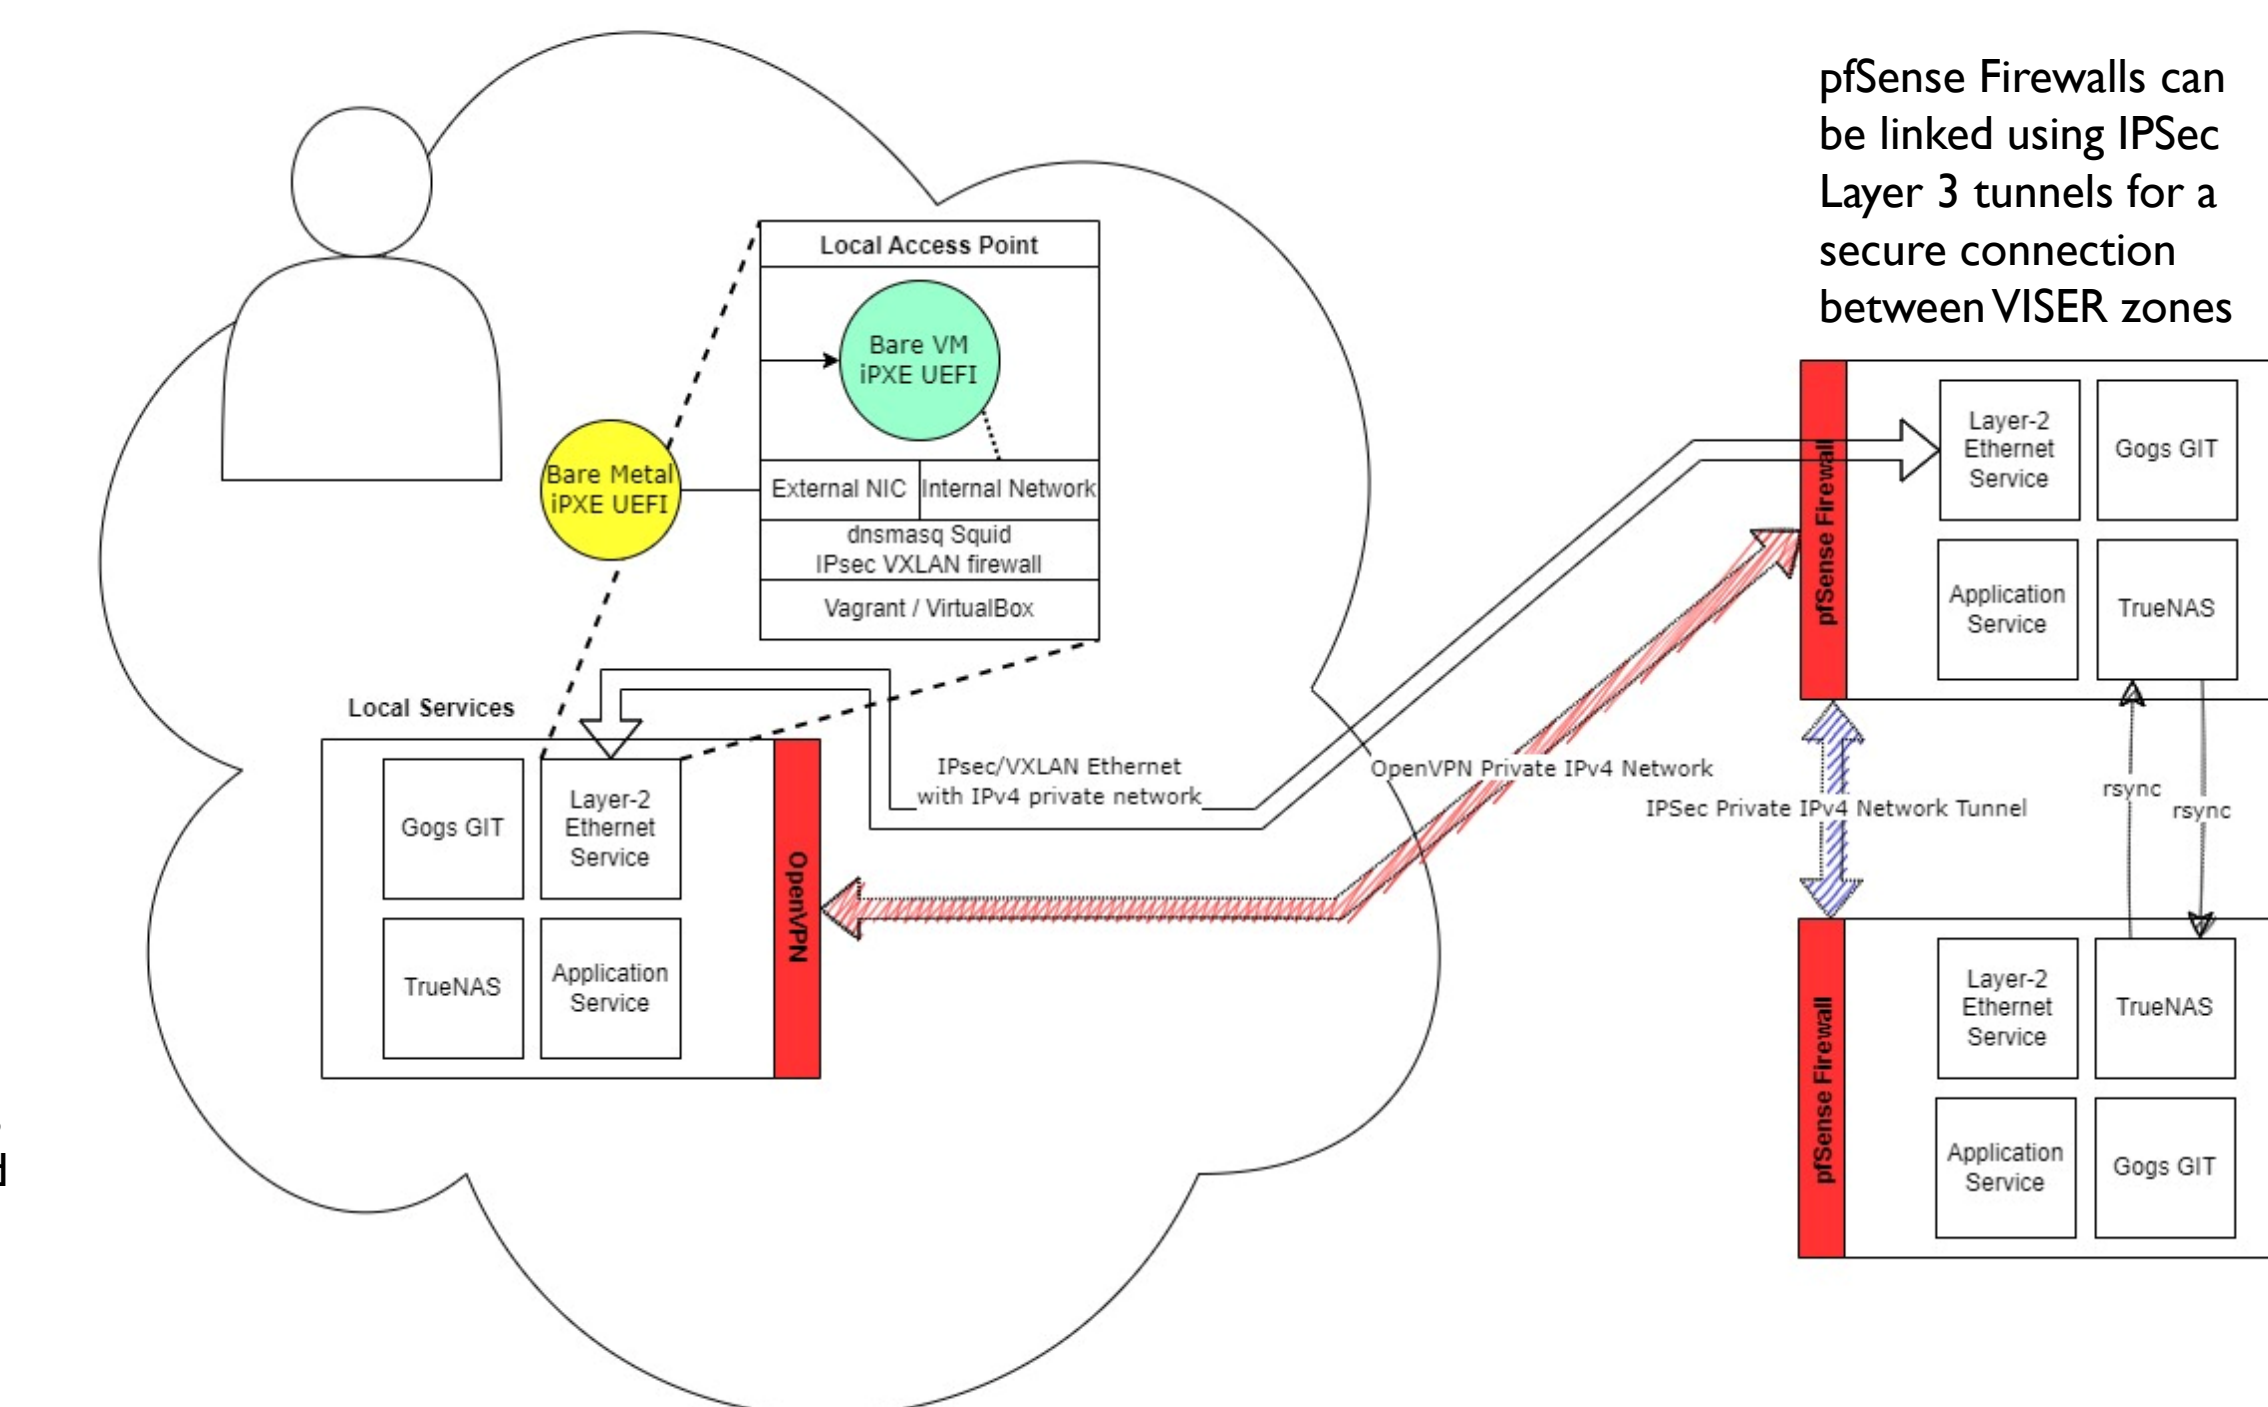 pfSense Firewalls can
be linked using IPSec
Layer 3 tunnels for a
secure connection
between VISER zones
Local Access Point
Bare VM
iPXE UEFI
Bare Metal
iPXE UEFI
External NIC
Internal Network
dnsmasq Squid
IPsec VXLAN firewall
Vagrant / VirtualBox
Local Services
Gogs GIT
Layer-2
Ethernet
Service
TrueNAS
Application
Service
OpenVPN
IPsec/VXLAN Ethernet
with IPv4 private network
OpenVPN Private IPv4 Network
IPSec Private IPv4 Network Tunnel
pfSense Firewall
Layer-2
Ethernet
Service
Gogs GIT
Application
Service
TrueNAS
rsync
rsync
pfSense Firewall
Layer-2
Ethernet
Service
TrueNAS
Application
Service
Gogs GIT